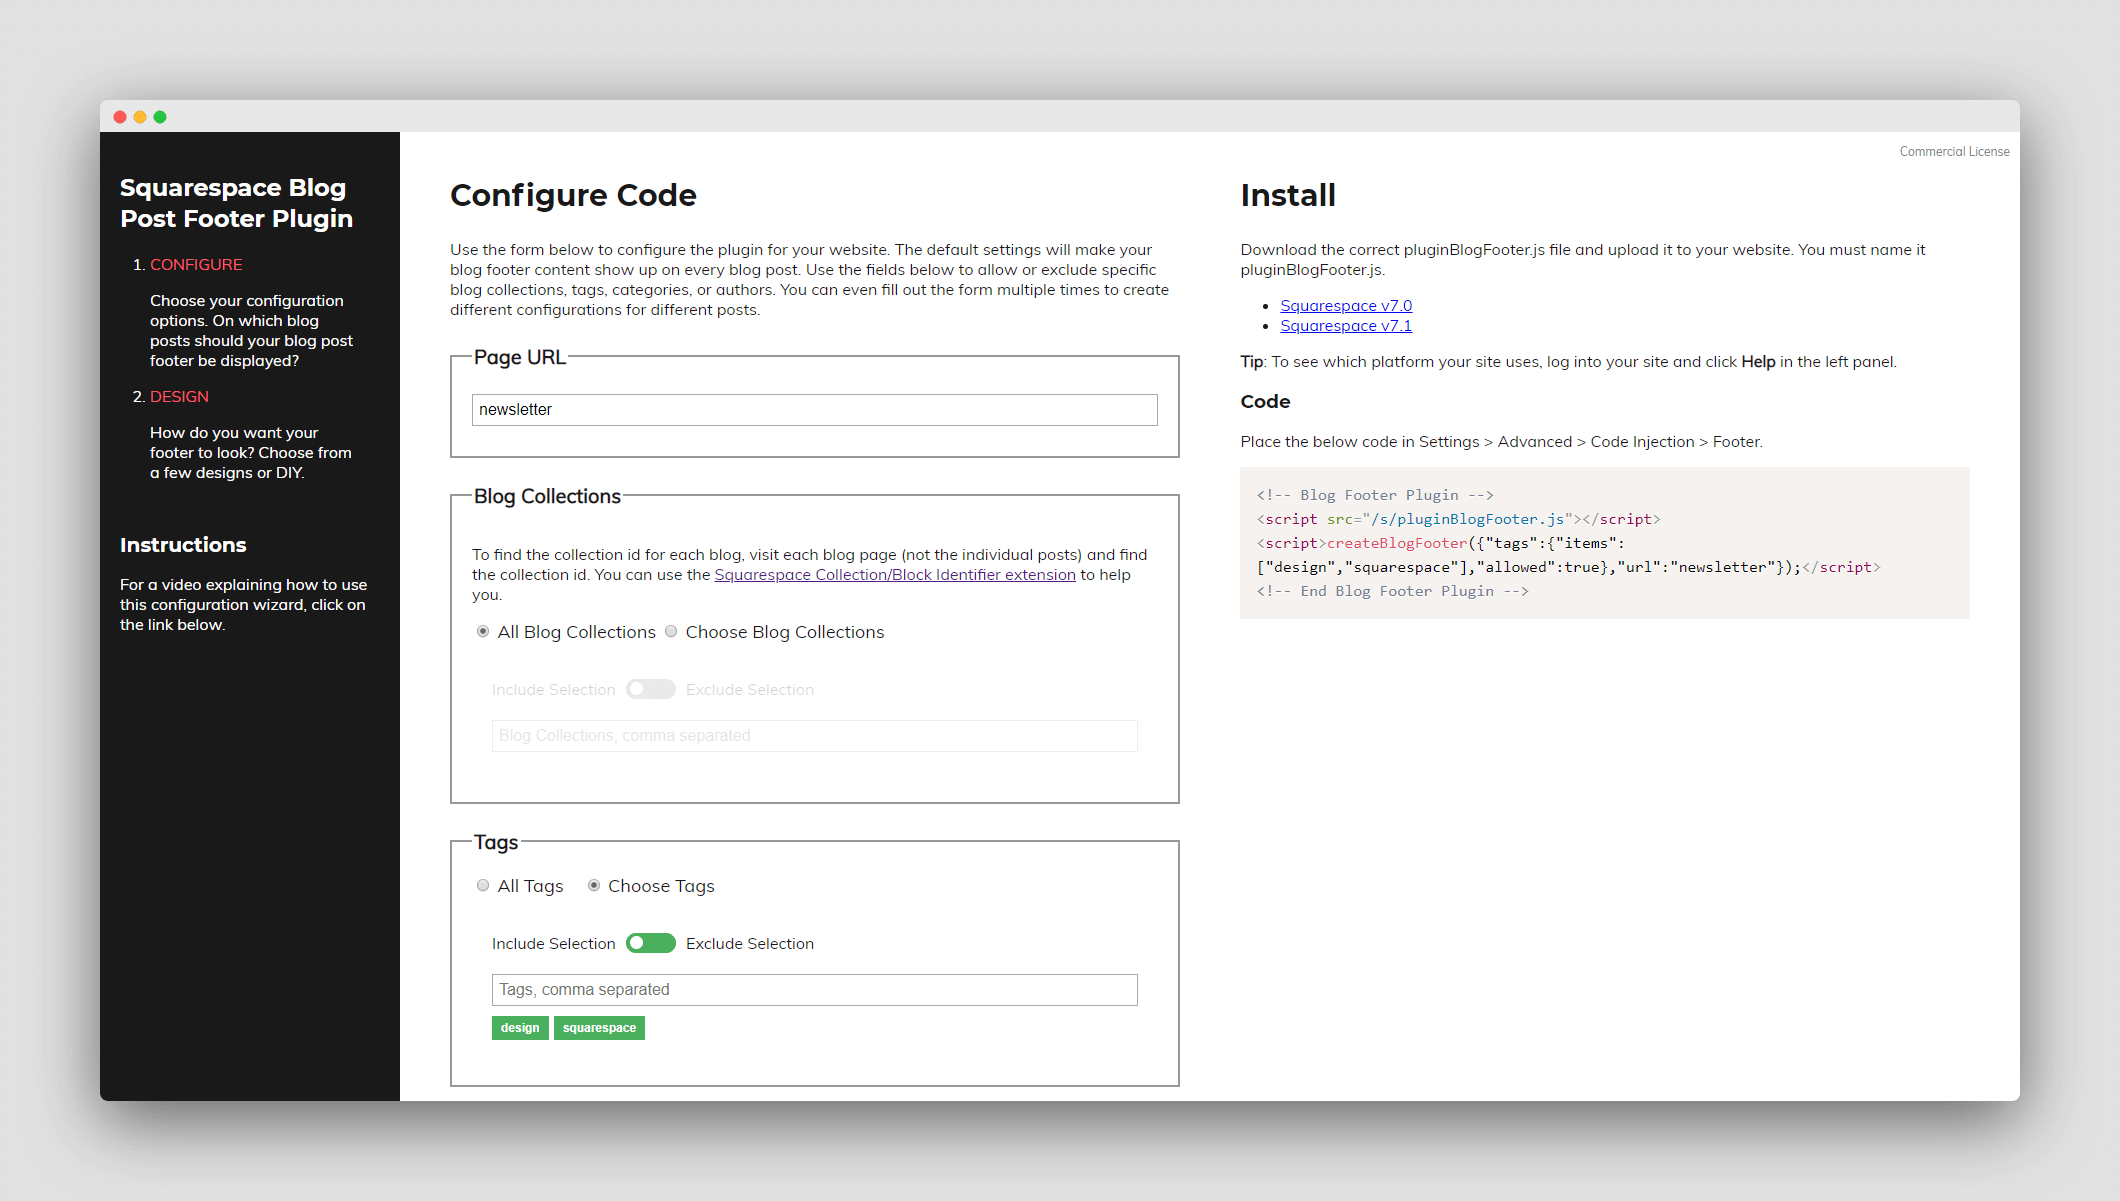 Squarespace Blog
Post Footer Plugin
1. CONFIGURE
Choose your configuration
options. On which blog
posts should your blog post
footer be displayed?
2. DESIGN
How do you want your
footer to look? Choose from
a few designs or DIY.
Instructions
For a video explaining how to use
this configuration wizard, click on
the link below.
Configure Code
Use the form below to configure the plugin for your website. The default settings will make your
blog footer content show up on every blog post. Use the fields below to allow or exclude specific
blog collections, tags, categories, or authors. You can even fill out the form multiple times to create
different configurations for different posts.
Page URL
newsletter
Blog Collections
To find the collection id for each blog, visit each blog page (not the individual posts) and find
the collection id. You can use the Squarespace Collection/Block Identifier extension to help
you.
All Blog Collections Choose Blog Collections
Include Selection Exclude Selection
Blog Collections, comma separated
Tags
All Tags Choose Tags
Include Selection Exclude Selection
Tags, comma separated
design squarespace
Commercial License
Install
Download the correct pluginBlogFooter.js file and upload it to your website. You must name it
pluginBlogFooter.js.
• Squarespace v7.0
• Squarespace v7.1
Tip: To see which platform your site uses, log into your site and click Help in the left panel.
Code
Place the below code in Settings > Advanced > Code Injection > Footer.
<!-- Blog Footer Plugin -->
<script src="/s/pluginBlogFooter.js"></script>
<script>createBlogFooter({"tags":{"items":
["design","squarespace"],"allowed":true},"url":"newsletter"});</script>
<!-- End Blog Footer Plugin -->